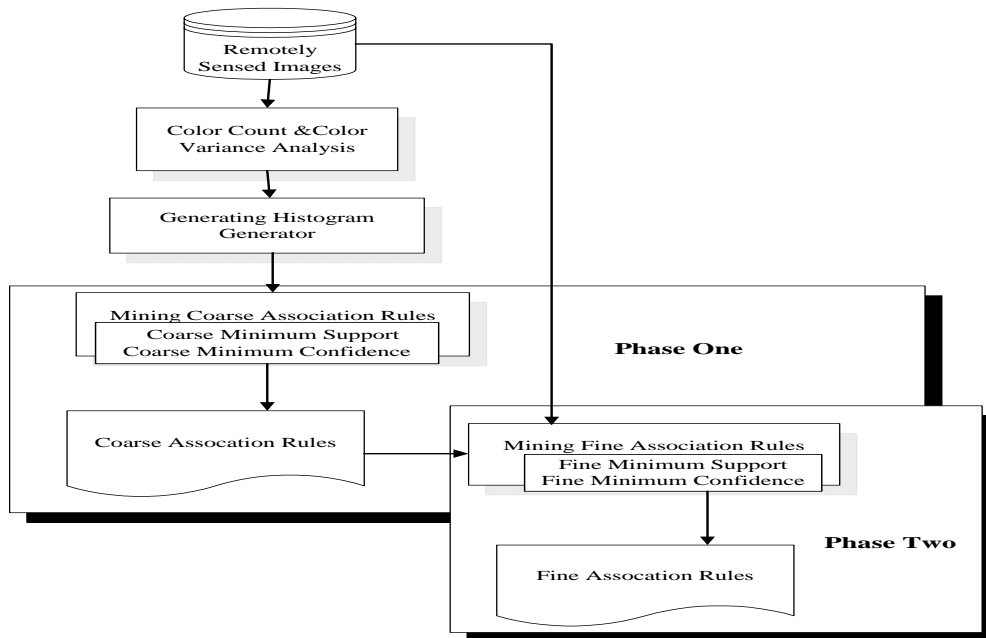 Remotely
Sensed Images
Color Count &Color
Variance Analysis
Generating Histogram
Generator
Mining Coarse Association Rules
Coarse Minimum Support
Coarse Minimum Confidence
Phase One
Coarse Assocation Rules
Mining Fine Association Rules
Fine Minimum Support
Fine Minimum Confidence
Phase Two
Fine Assocation Rules